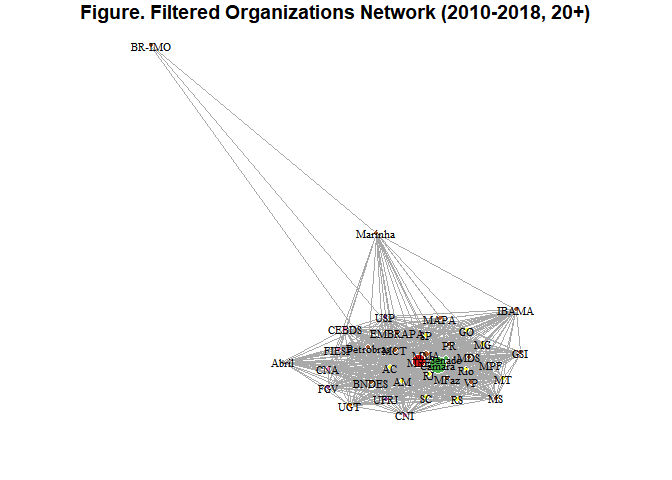 Figure. Filtered Organizations Network (2010-2018, 20+)
BR-IMO
Marinha
IBAMA
USP
MAPA
CEBDS
EMBRAPA
SP
GO
PR
MG
FIESP
Petrobras
MCT
MMA
Senado
MDS
GSI
Abril
Camara
MPF
CNA
AC
RJ
Rio
MFaz
VP
MT
FGV
BNDES
AM
UFRJ
SC
RS
MS
UGT
CNI